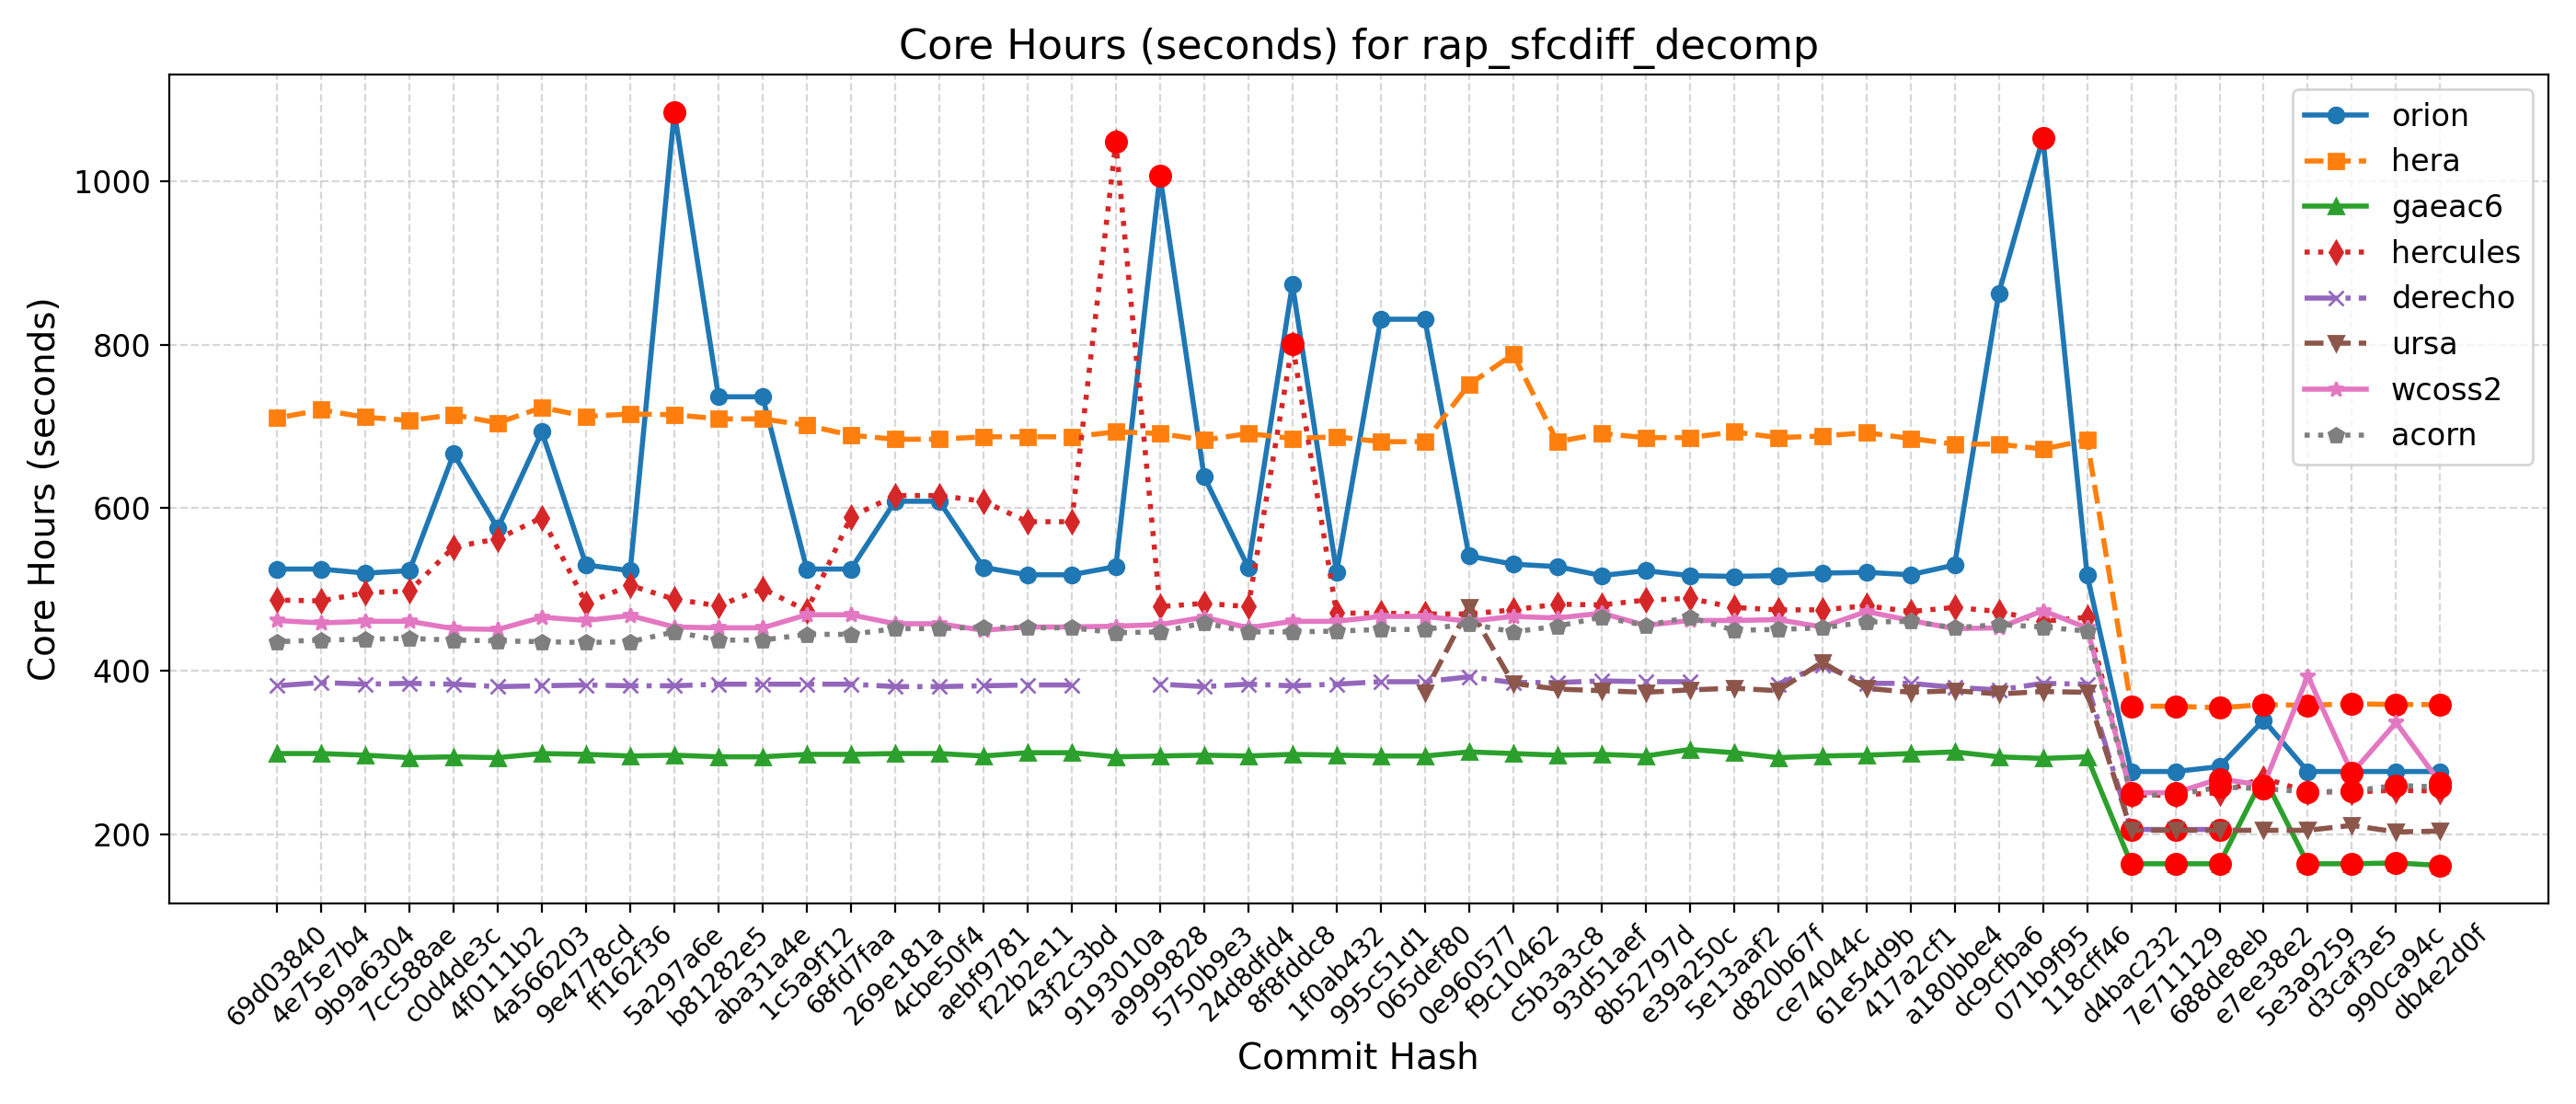 Core Hours (seconds) for rap_sfcdiff_decomp
Core Hours (seconds)
1000
800
600
400
200
orion
hera
gaeac6
hercules
derecho
ursa
wcoss2
acorn
69d03840
4e75e7b4
9b9a6304
7cc588ae
c0d4de3c
4f0111b2
4a566203
9e4778cd
ff162f36
5a297a6e
b81282e5
aba31a4e
1c5a9f12
68fd7faa
269e181a
4cbe50f4
aebf9781
f22b2e11
43f2c3bd
9193010a
a9999828
5750b9e3
24d8dfd4
8f8fddc8
1f0ab432
995c51d1
065def80
0e960577
f9c10462
c5b3a3c8
93d51aef
8b52797d
e39a250c
5e13aaf2
d820b67f
ce74044c
61e54d9b
417a2cf1
a180bbe4
dc9cfba6
071b9f95
118cff46
d4bac232
7e711129
688de8eb
e7ee38e2
5e3a9259
d3caf3e5
990ca94c
db4e2d0f
Commit Hash